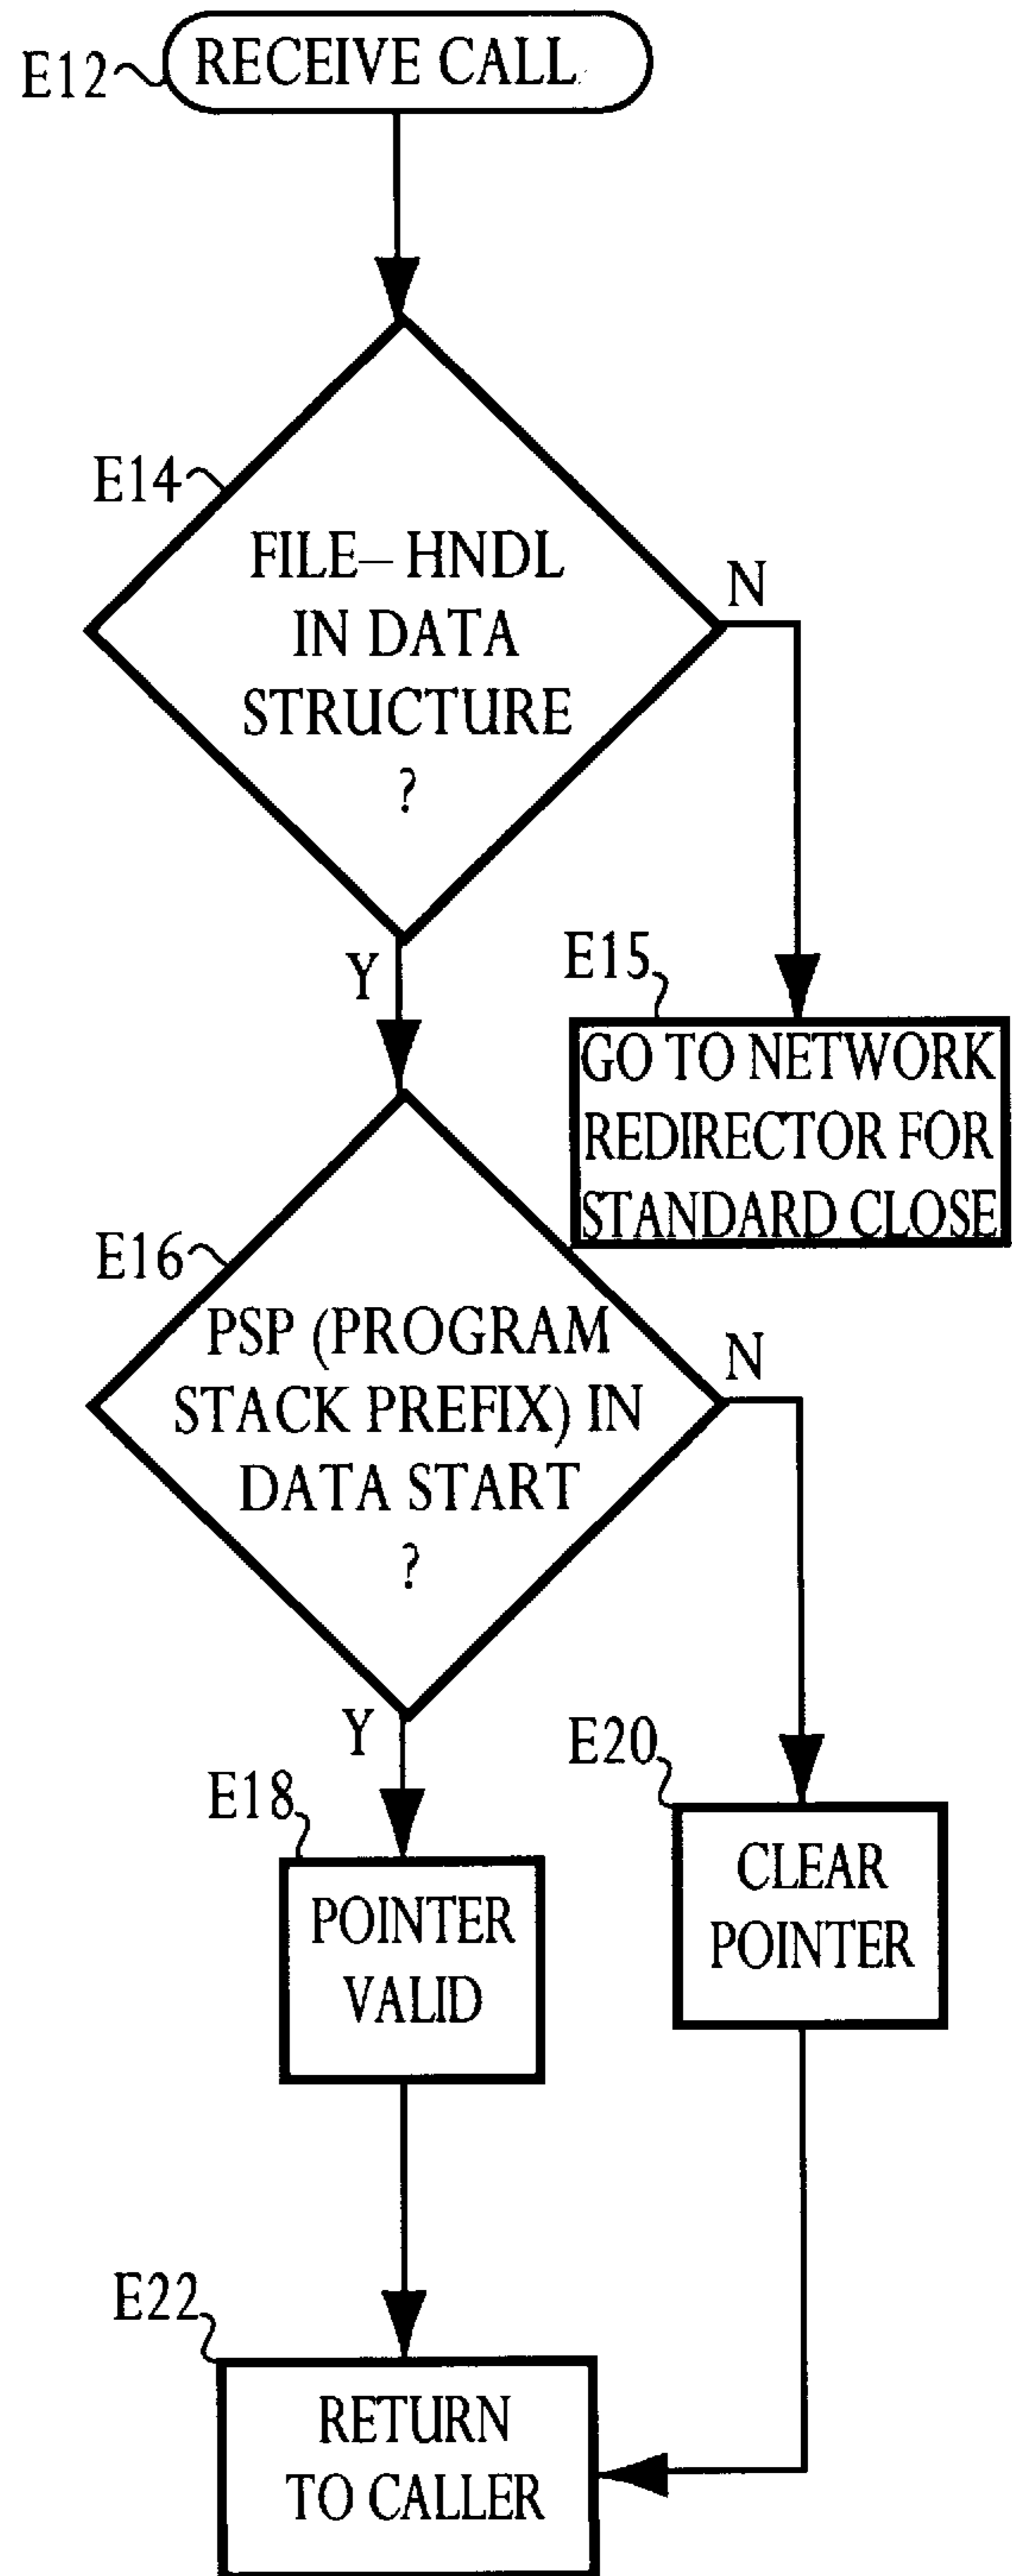 E12
RECEIVE CALL
E14
FILE– HNDL
IN DATA
STRUCTURE
?
N
Y
E15
GO TO NETWORK
REDIRECTOR FOR
STANDARD CLOSE
E16
PSP (PROGRAM
STACK PREFIX) IN
DATA START
?
N
Y
E18
POINTER
VALID
E20
CLEAR
POINTER
E22
RETURN
TO CALLER